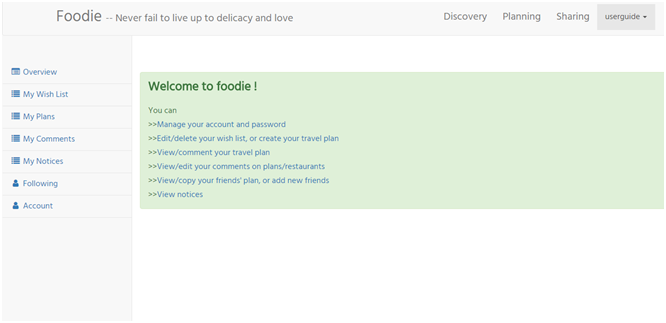 Foodie -- Never fail to live up to delicacy and love
Discovery Planning Sharing userguide
Overview
My Wish List
My Plans
My Comments
My Notices
Following
Account
Welcome to foodie !
You can
>>Manage your account and password
>>Edit/delete your wish list, or create your travel plan
>>View/comment your travel plan
>>View/edit your comments on plans/restaurants
>>View/copy your friends' plan, or add new friends
>>View notices